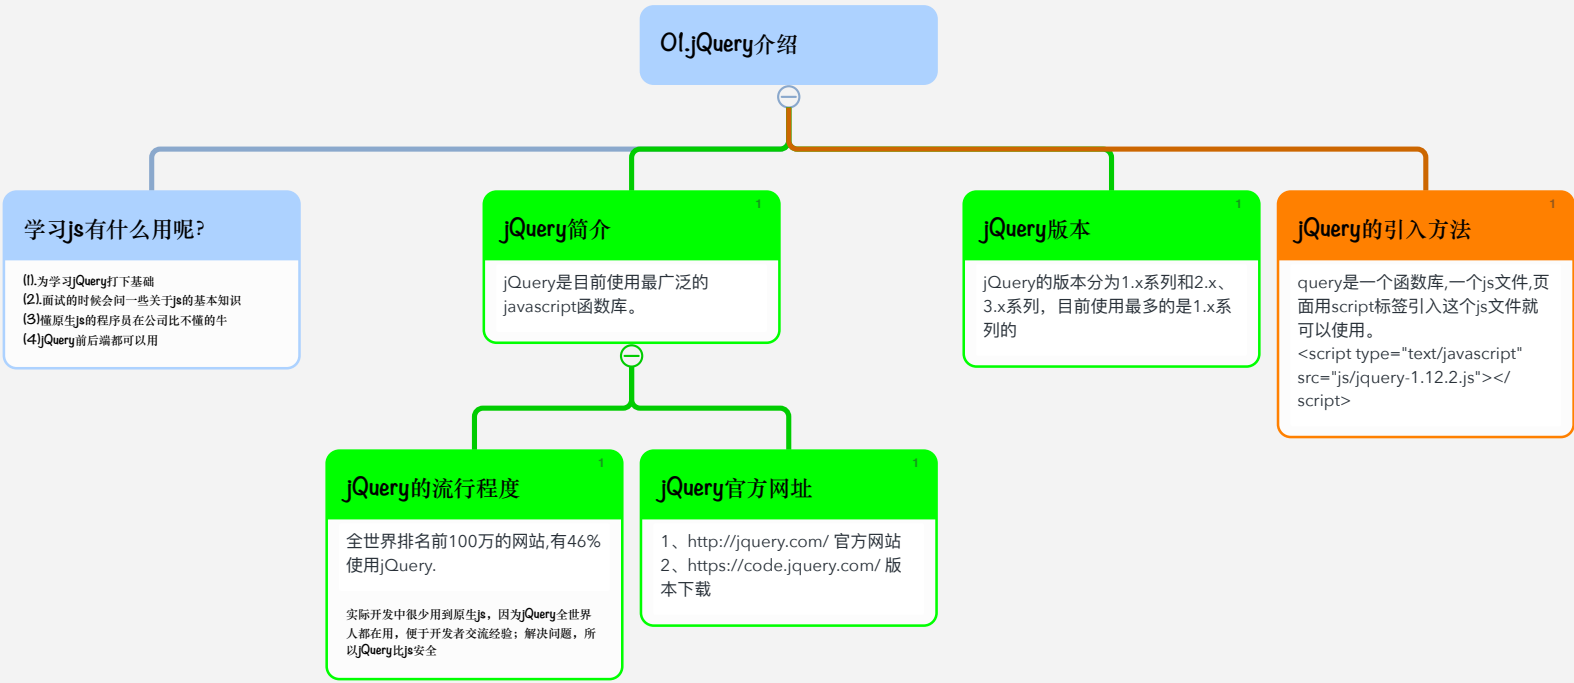 01.jQuery介绍
学习js有什么用呢?
(1).为学习jQuery打下基础
(2).面试的时候会问一些关于js的基本知识
(3)懂原生js的程序员在公司比不懂的牛
(4)jQuery前后端都可以用
1
jQuery简介
jQuery是目前使用最广泛的
javascript函数库。
1
jQuery版本
jQuery的版本分为1.x系列和2.x、
3.x系列，目前使用最多的是1.x系
列的
1
jQuery的引入方法
query是一个函数库,一个js文件,页
面用script标签引入这个js文件就
可以使用。
<script type="text/javascript"
src="js/jquery-1.12.2.js"></
script>
1
jQuery的流行程度
全世界排名前100万的网站,有46%
使用jQuery.
实际开发中很少用到原生js，因为jQuery全世界
人都在用，便于开发者交流经验；解决问题，所
以jQuery比js安全
1
jQuery官方网址
1、http://jquery.com/ 官方网站
2、https://code.jquery.com/ 版
本下载